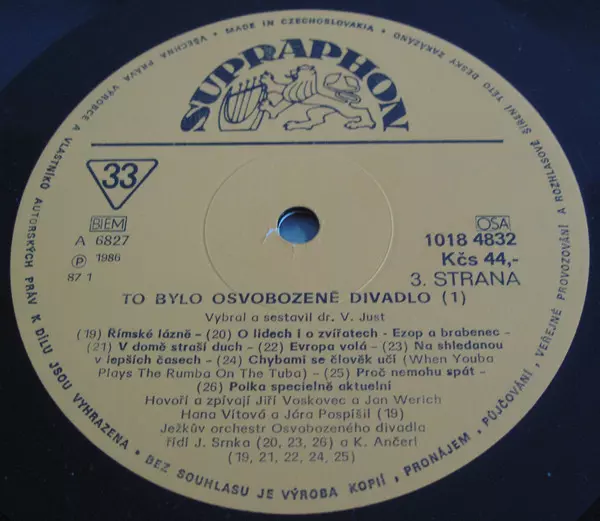 • MADE IN CZECHOSLOVAKIA • VŠECHNA PRÁVA VÝROBCE A VLASTNÍKŮ AUTORSKÝCH PRÁV K DÍLU JSOU VYHRAZENA • BEZ SOUHLASU JE VÝROBA KOPIÍ, PRONÁJEM, PŮJČOVÁNÍ, VEŘEJNÉ PROVOZOVÁNÍ A ROZHLASOVÉ ŠÍŘENÍ TÉTO DESKY ZAKÁZÁNO
SUPRAPHON
33
BIEM
A 6827
Ⓟ 1986
87 1
OSA
1018 4832
Kčs 44,-
3. STRANA
TO BYLO OSVOBOZENÉ DIVADLO (1)
Vybral a sestavil dr. V. Just
(19) Římské lázně – (20) O lidech i o zvířatech - Ezop a brabenec –
(21) V domě straší duch – (22) Evropa volá – (23) Na shledanou
v lepších časech – (24) Chybami se člověk učí (When Youba
Plays The Rumba On The Tuba) – (25) Proč nemohu spát –
(26) Polka specielně aktuelní
Hovoří a zpívají Jiří Voskovec a Jan Werich
Hana Vítová a Jára Pospíšil (19)
Ježkův orchestr Osvobozeného divadla
řídí J. Srnka (20, 23, 26) a K. Ančerl
(19, 21, 22, 24, 25)